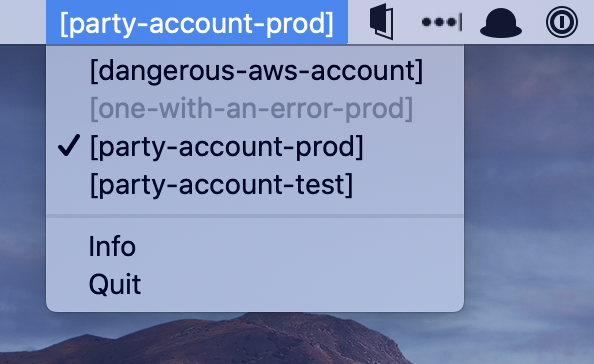 [party-account-prod]
[dangerous-aws-account]
[one-with-an-error-prod]
[party-account-prod]
[party-account-test]
Info
Quit